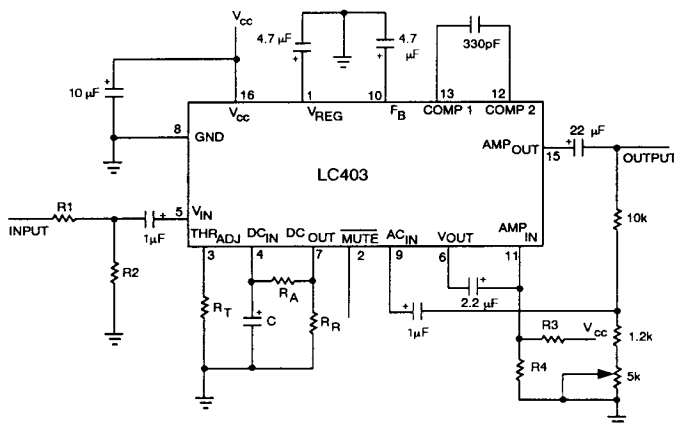 VCC
4.7 µF
4.7 µF
330pF
10 µF
16
1
10
13
12
VCC
VREG
FB
COMP 1
COMP 2
8
GND
22 µF
AMPOUT
15
OUTPUT
LC403
R1
INPUT
1µF
5
VIN
10k
THRADJ
DCIN
DCOUT
MUTE
ACIN
VOUT
AMPIN
3
4
7
2
9
6
11
R2
RA
2.2 µF
RT
C
RR
1µF
R3
VCC
1.2k
R4
5k